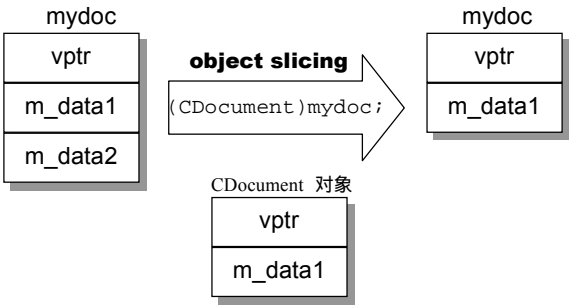 mydoc
vptr
m_data1
m_data2
object slicing
(CDocument)mydoc;
mydoc
vptr
m_data1
CDocument 对象
vptr
m_data1